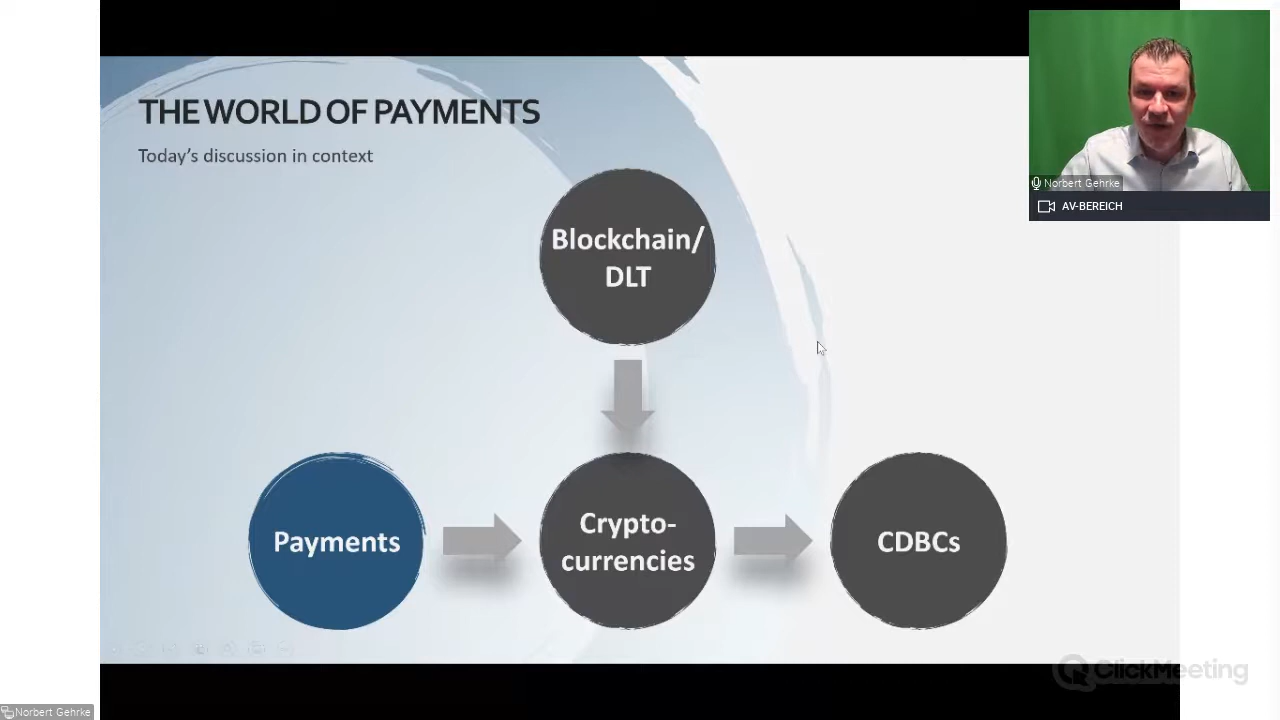 THE WORLD OF PAYMENTS
Today's discussion in context
Blockchain/
DLT
Payments
Crypto-
currencies
CDBCs
Norbert Gehrke
AV-BEREICH
ClickMeeting
Norbert Gehrke